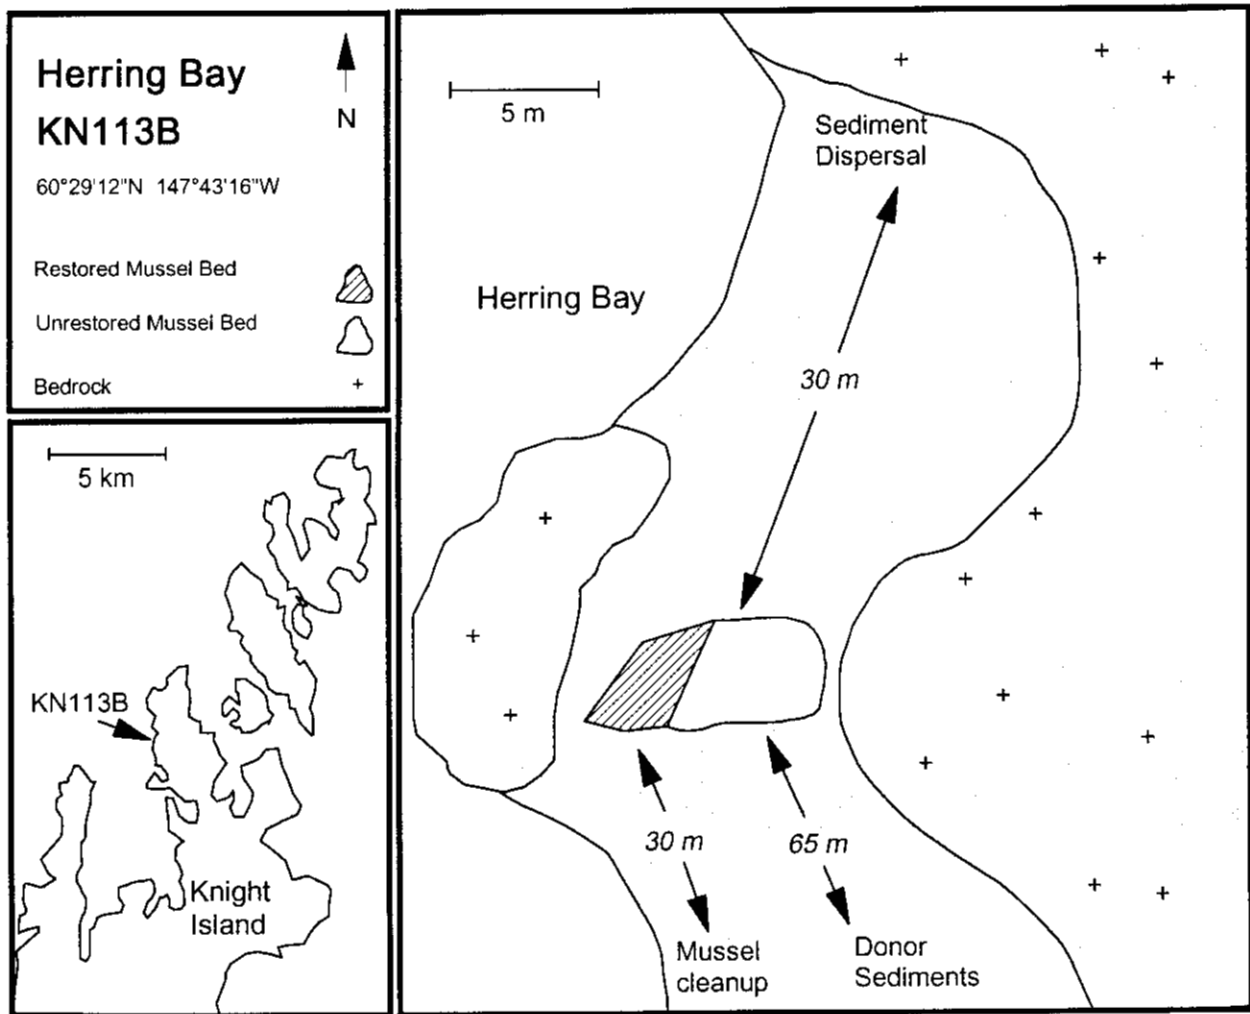 Herring Bay
KN113B
N
60°29'12"N 147°43'16"W
Restored Mussel Bed
Unrestored Mussel Bed
Bedrock
5 km
KN113B
Knight
Island
5 m
Sediment
Dispersal
Herring Bay
30 m
30 m
65 m
Mussel
cleanup
Donor
Sediments